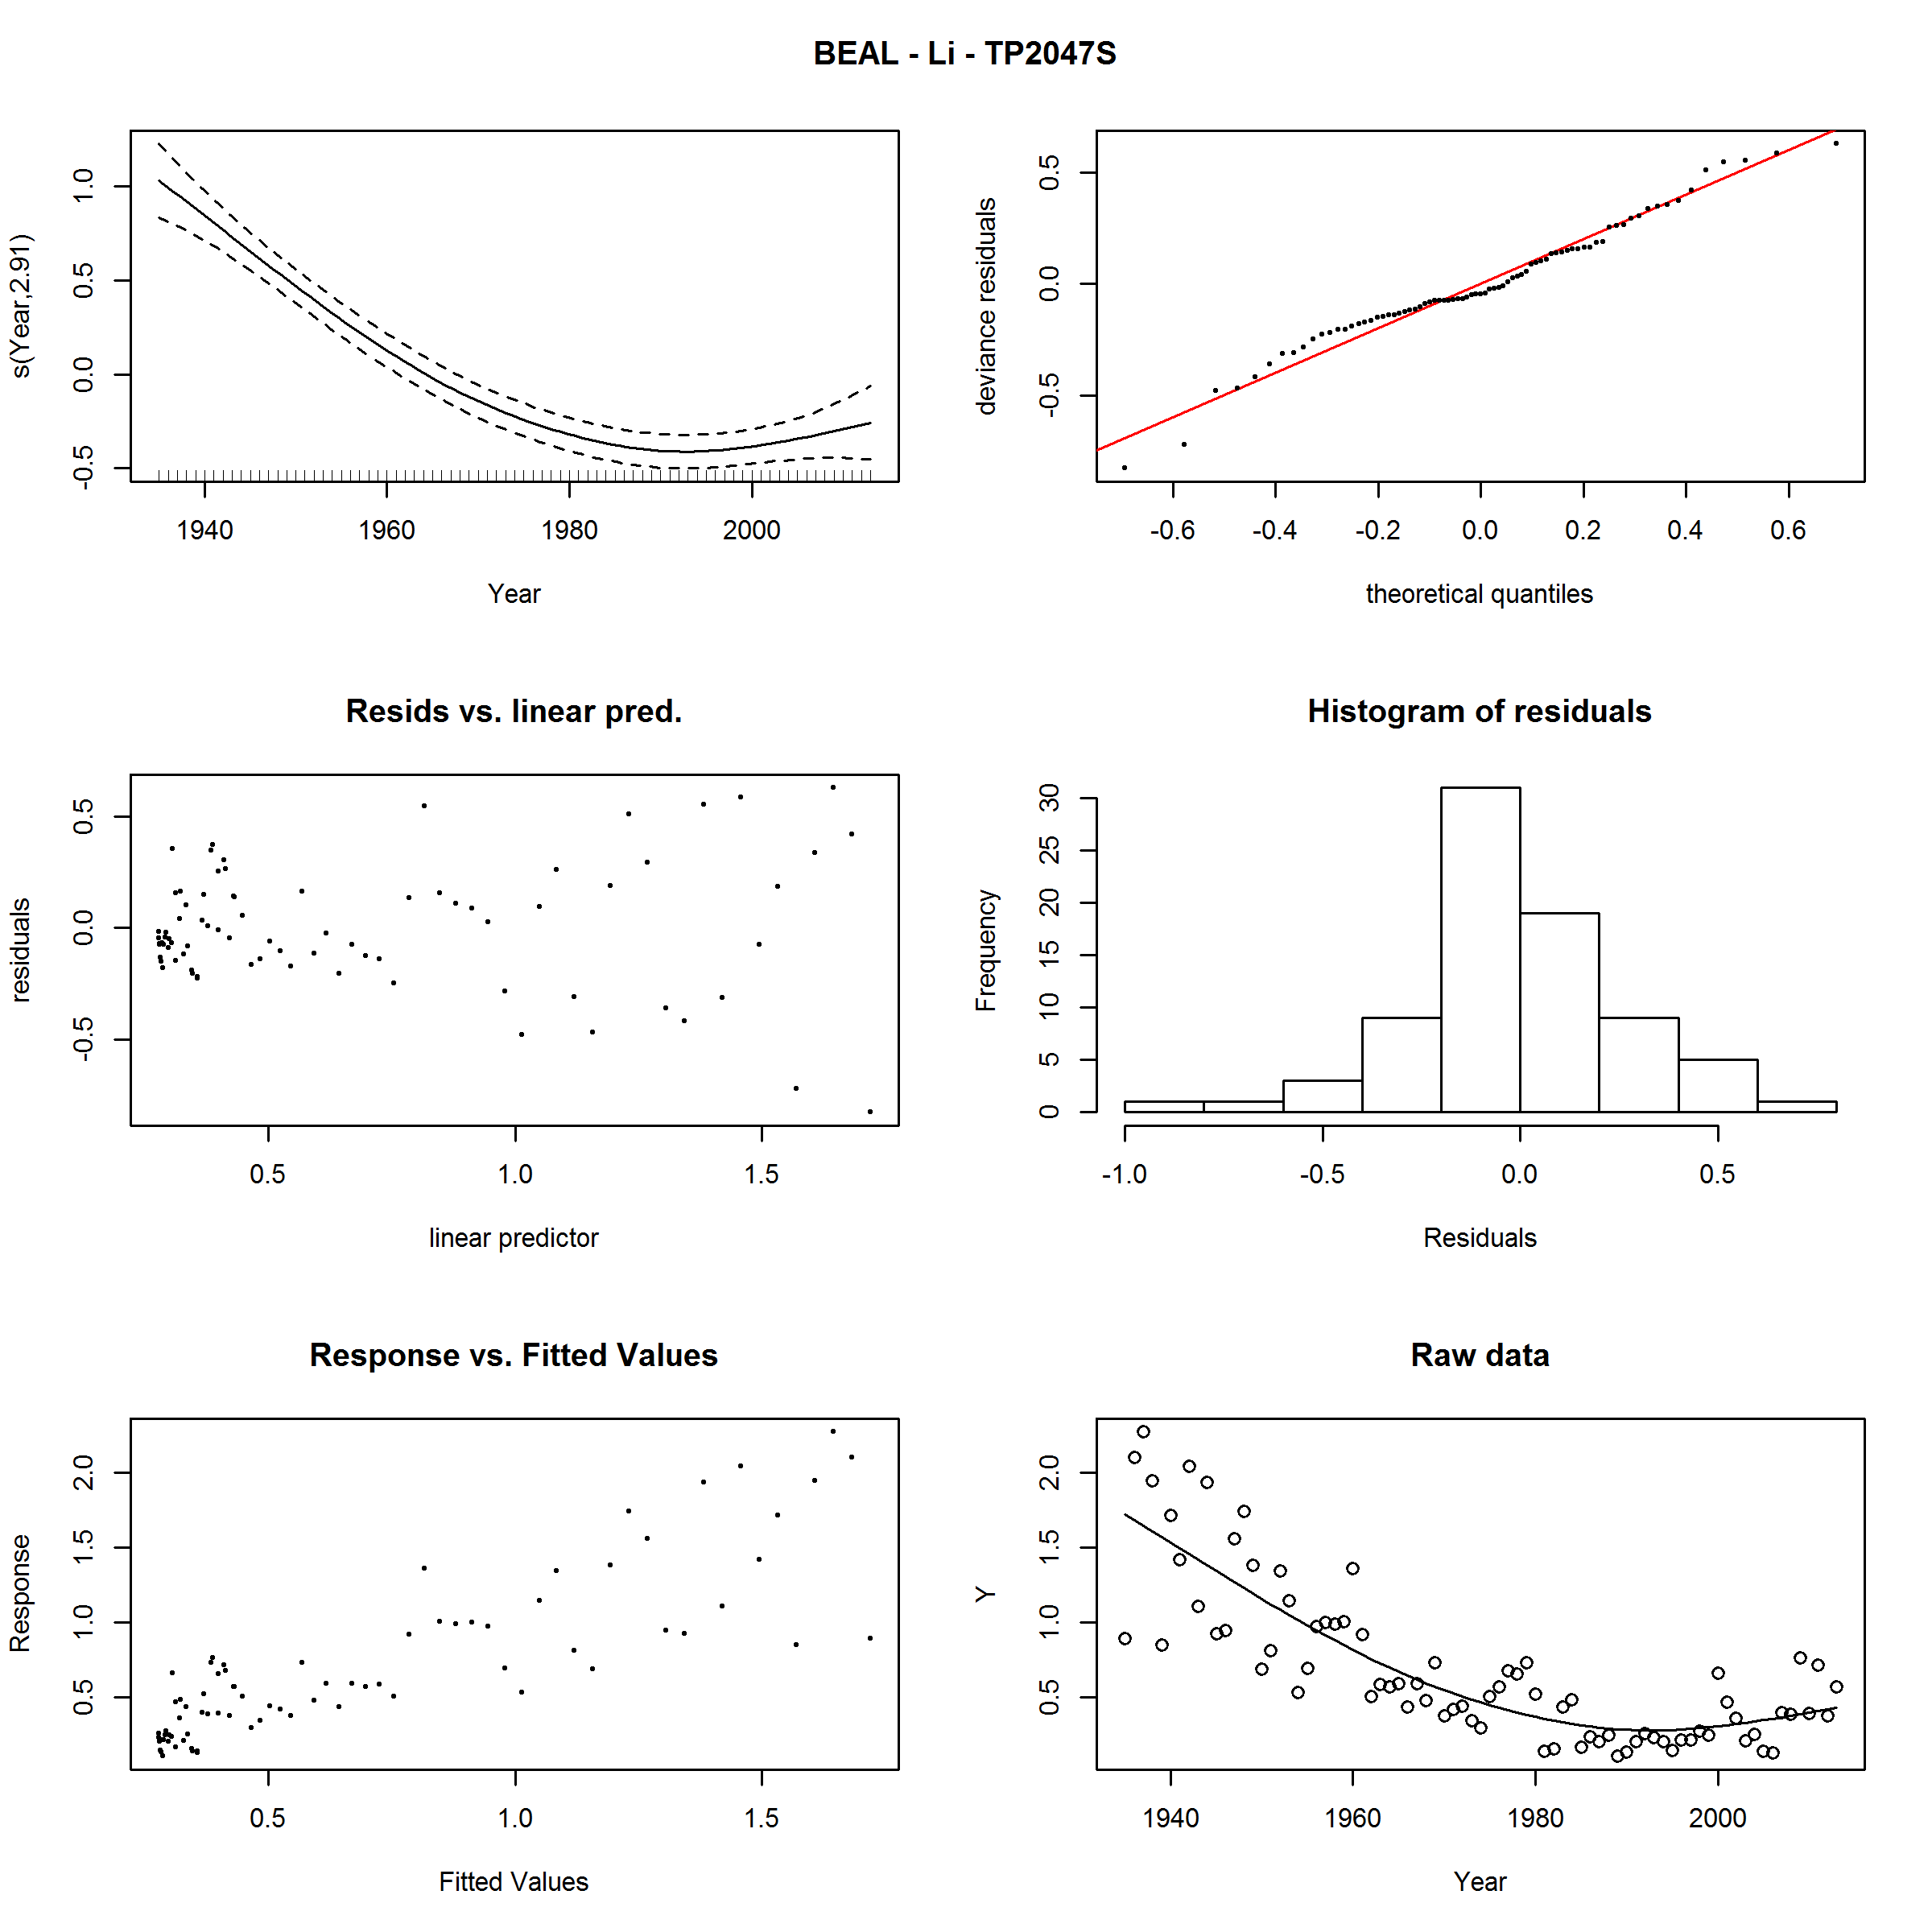 BEAL - Li - TP2047S
s(Year,2.91)
1.0
0.5
0.0
-0.5
1940 1960 1980 2000
Year
deviance residuals
0.5
0.0
-0.5
-0.6 -0.4 -0.2 0.0 0.2 0.4 0.6
theoretical quantiles
Resids vs. linear pred.
residuals
0.5
0.0
-0.5
0.5 1.0 1.5
linear predictor
Histogram of residuals
Frequency
30
25
20
15
10
5
0
-1.0 -0.5 0.0 0.5
Residuals
Response vs. Fitted Values
Response
2.0
1.5
1.0
0.5
0.5 1.0 1.5
Fitted Values
Raw data
Y
2.0
1.5
1.0
0.5
1940 1960 1980 2000
Year